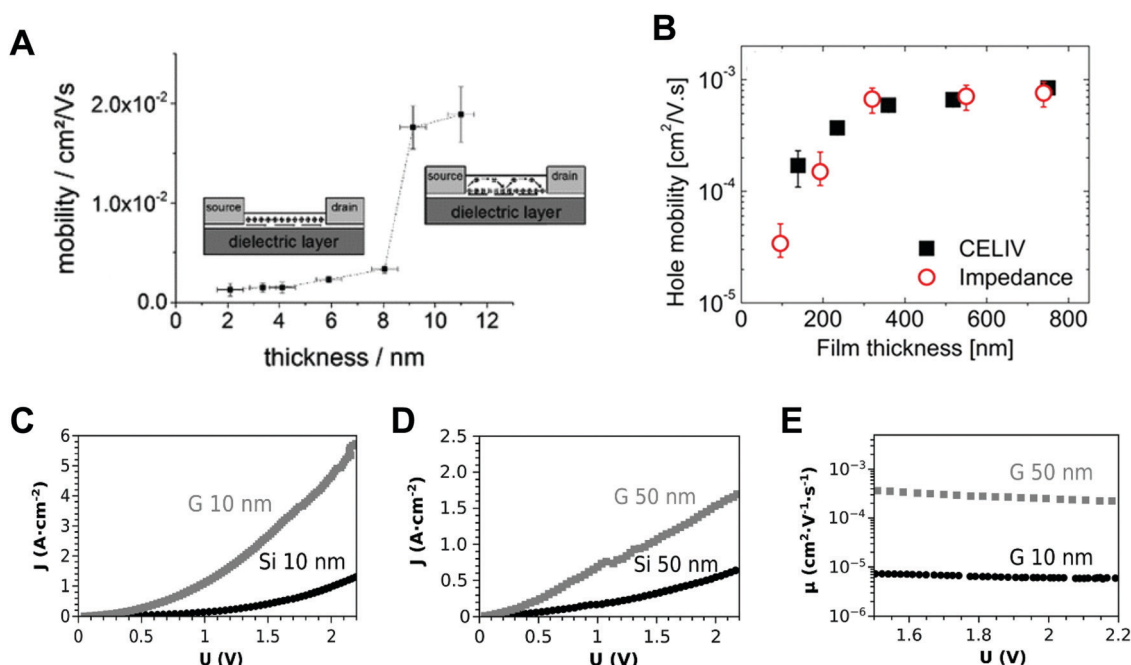 A
mobility / cm²/Vs
2.0x10⁻²
1.0x10⁻²
0.0
source
drain
dielectric layer
source
drain
dielectric layer
0 2 4 6 8 10 12
thickness / nm
B
Hole mobility [cm²/V.s]
10⁻³
10⁻⁴
10⁻⁵
CELIV
Impedance
0 200 400 600 800
Film thickness [nm]
C
J (A·cm⁻²)
6
5
4
3
2
1
0
G 10 nm
Si 10 nm
0 0.5 1 1.5 2
U (V)
D
J (A·cm⁻²)
2.5
2.0
1.5
1.0
0.5
0
G 50 nm
Si 50 nm
0 0.5 1 1.5 2
U (V)
E
μ (cm²·V⁻¹·s⁻¹)
10⁻³
10⁻⁴
10⁻⁵
10⁻⁶
G 50 nm
G 10 nm
1.6 1.8 2 2.2
U (V)